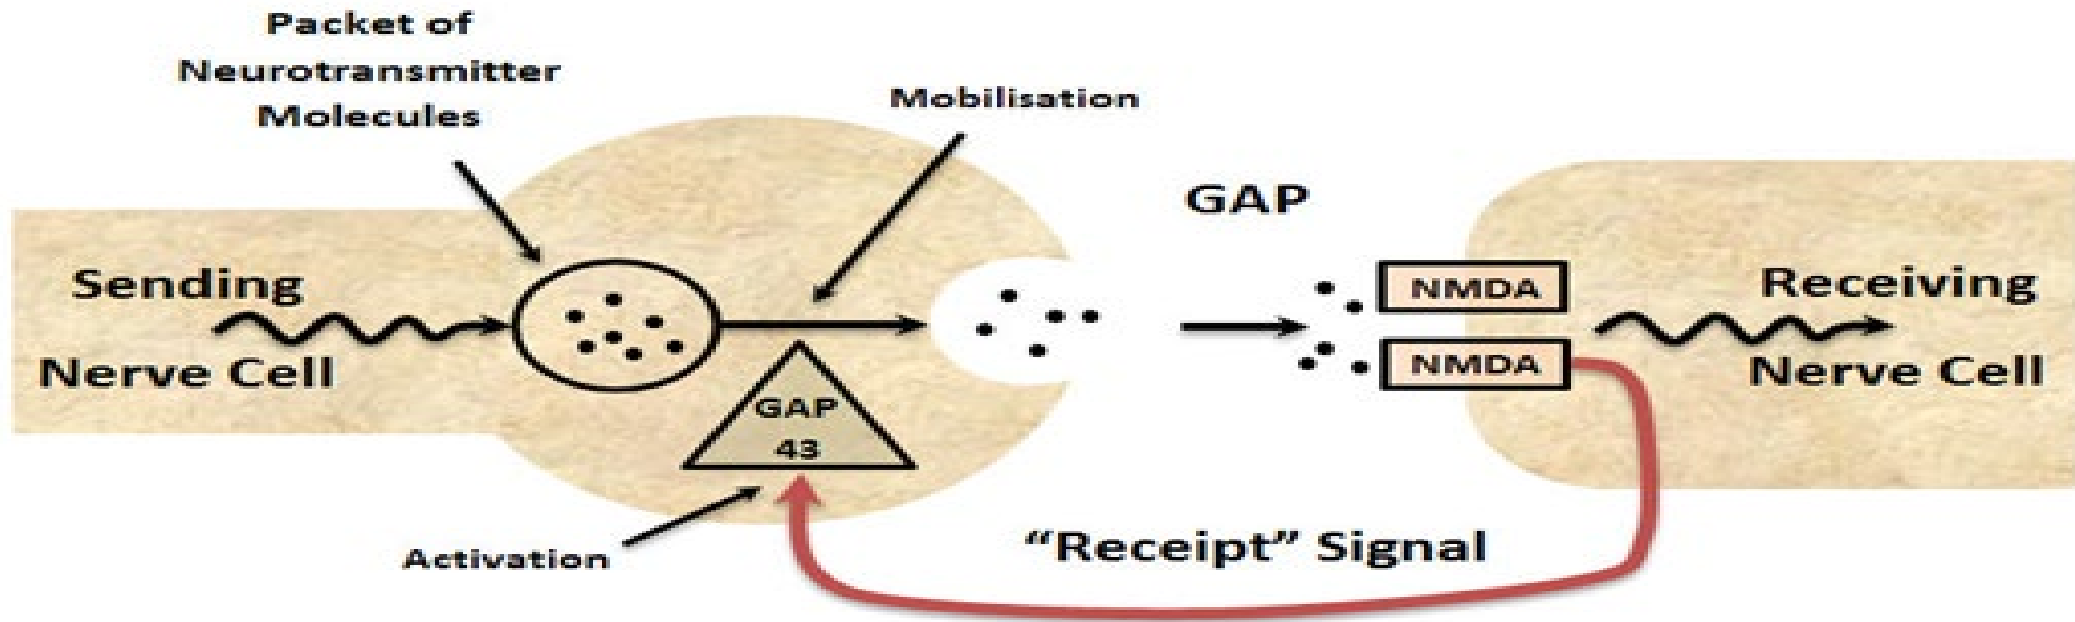 Packet of
Neurotransmitter
Molecules
Mobilisation
GAP
Sending
Nerve Cell
NMDA
NMDA
Receiving
Nerve Cell
GAP
43
Activation
“Receipt” Signal